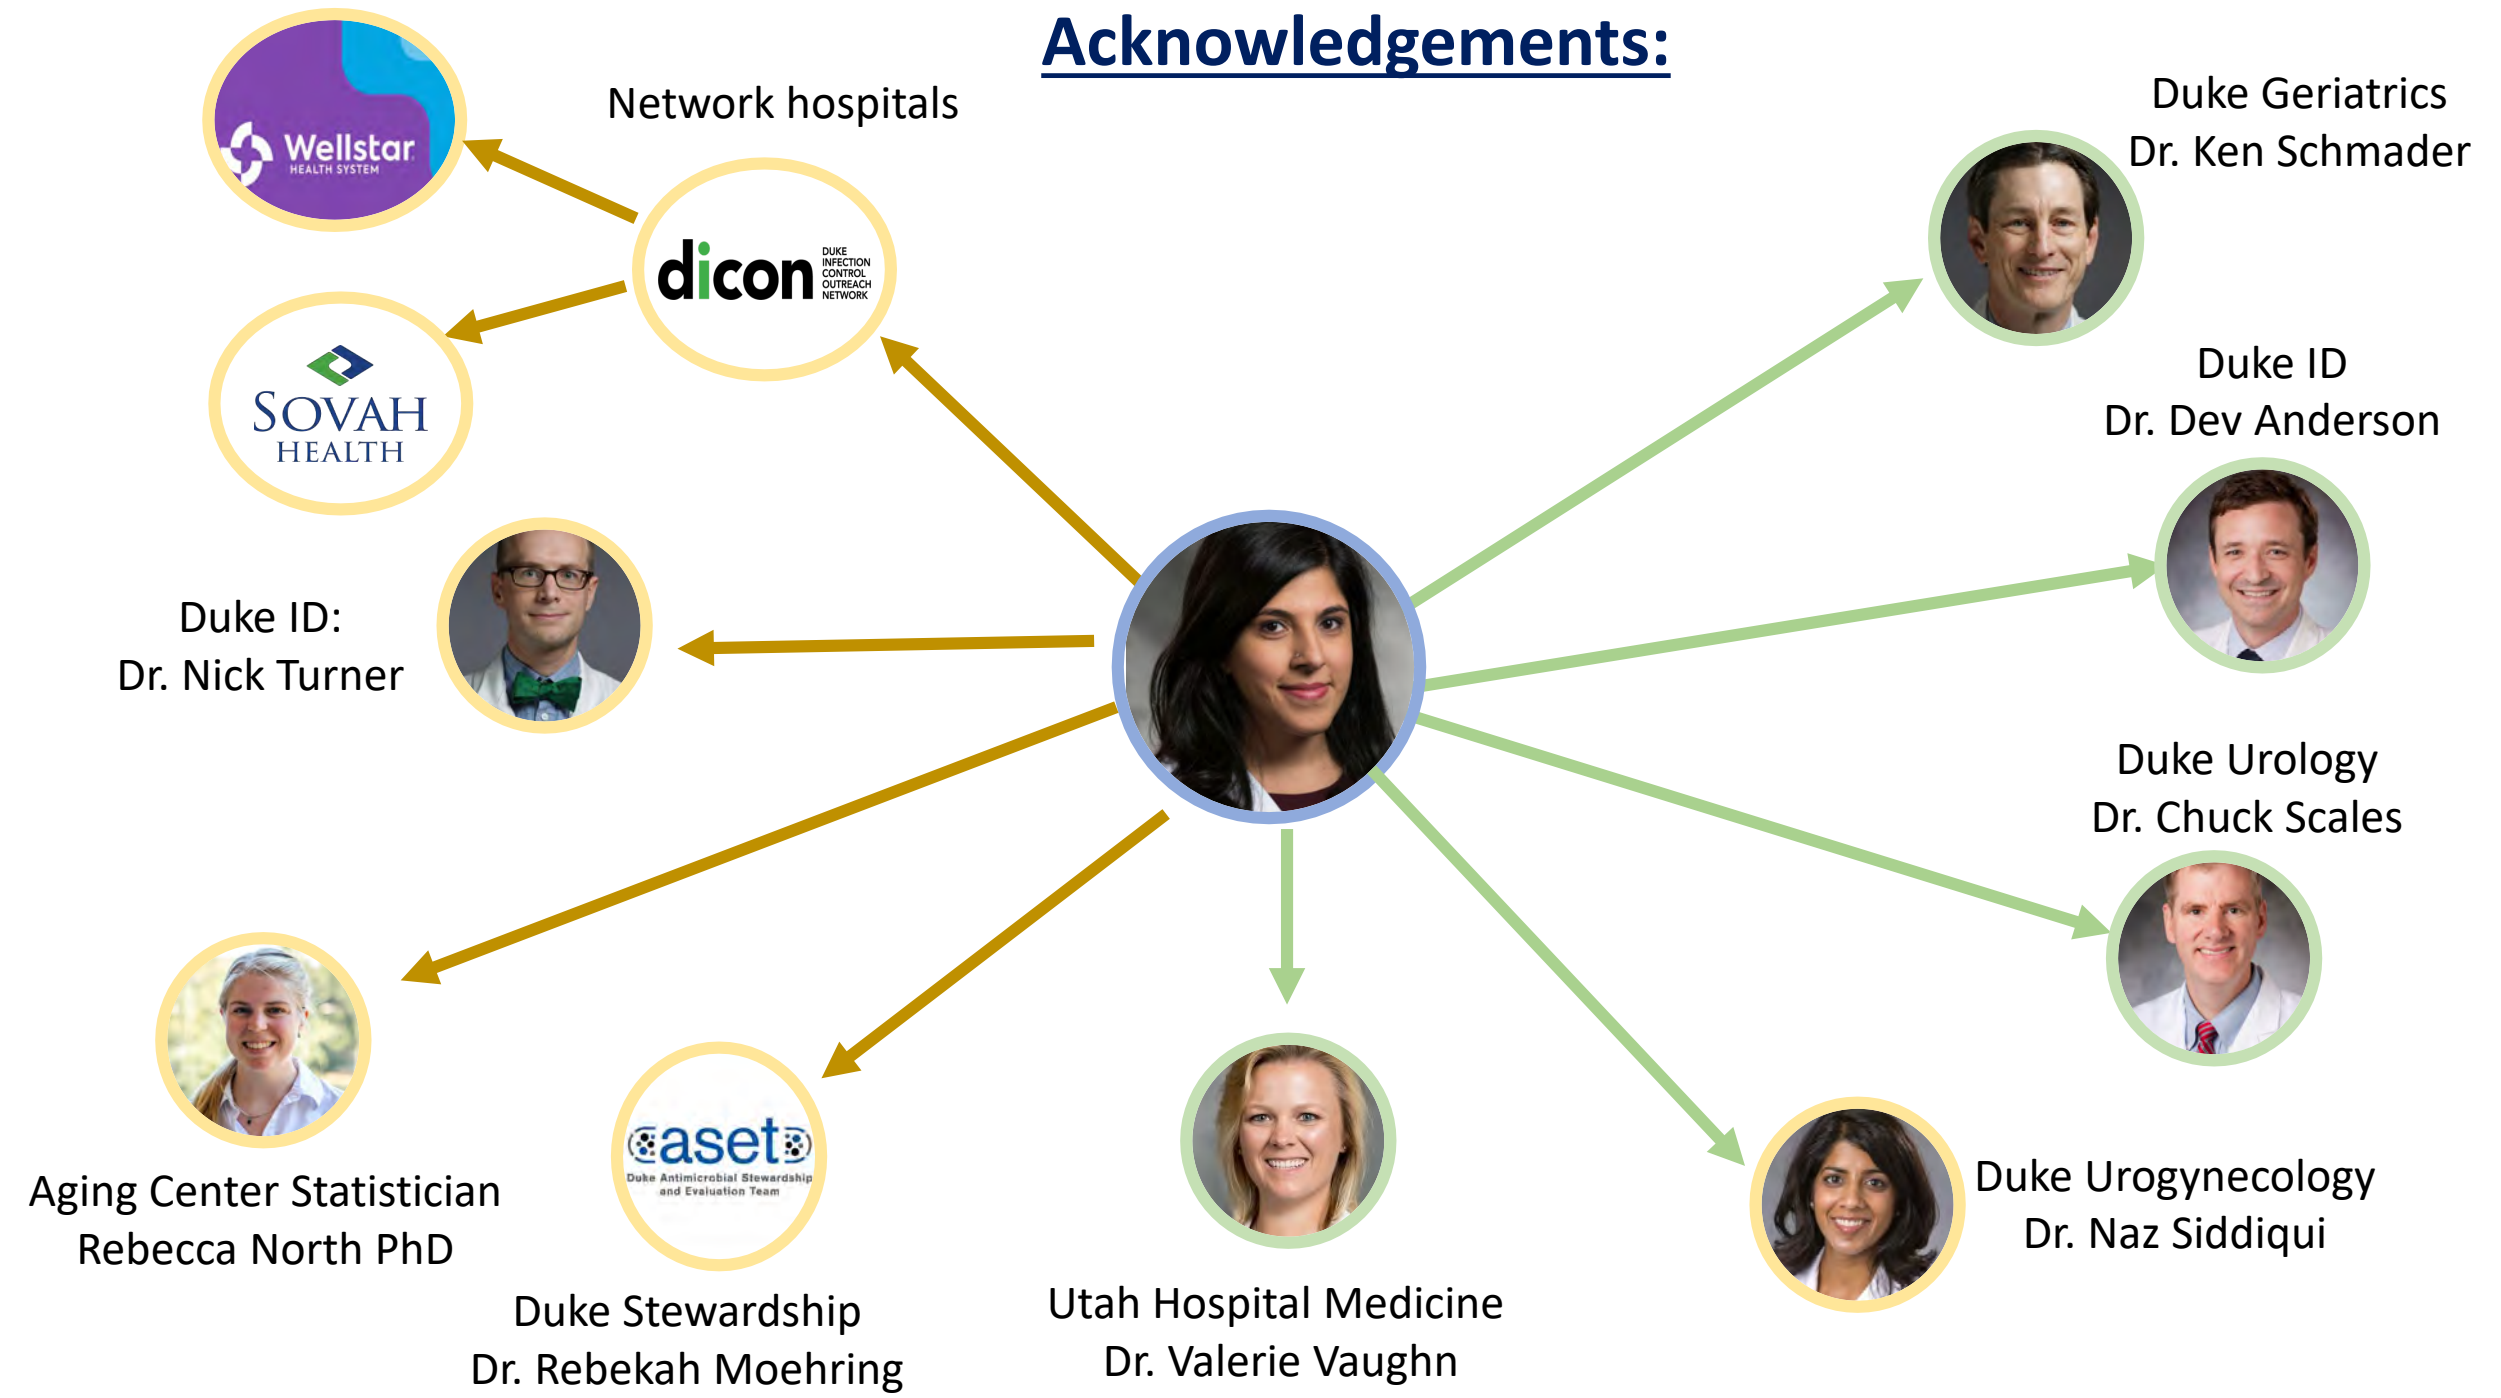 Acknowledgements:
Wellstar
HEALTH SYSTEM
Network hospitals
dicon
DUKE
INFECTION
CONTROL
OUTREACH
NETWORK
SOVAH
HEALTH
Duke Geriatrics
Dr. Ken Schmader
Duke ID
Dr. Dev Anderson
Duke ID:
Dr. Nick Turner
Duke Urology
Dr. Chuck Scales
Aging Center Statistician
Rebecca North PhD
aset
Duke Antimicrobial Stewardship
and Evaluation Team
Duke Stewardship
Dr. Rebekah Moehring
Utah Hospital Medicine
Dr. Valerie Vaughn
Duke Urogynecology
Dr. Naz Siddiqui